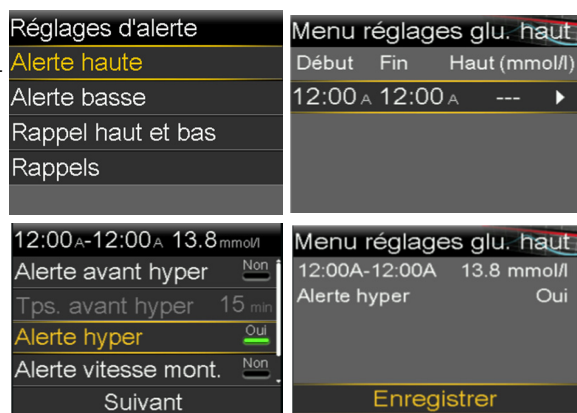 Réglages d'alerte
Alerte haute
Alerte basse
Rappel haut et bas
Rappels
Menu réglages glu. haut
Début Fin Haut (mmol/l)
12:00 A 12:00 A ---
12:00A-12:00A 13.8 mmol/l
Alerte avant hyper Non
Tps. avant hyper 15 min
Alerte hyper Oui
Alerte vitesse mont. Non
Suivant
Menu réglages glu. haut
12:00A-12:00A 13.8 mmol/l
Alerte hyper Oui
Enregistrer